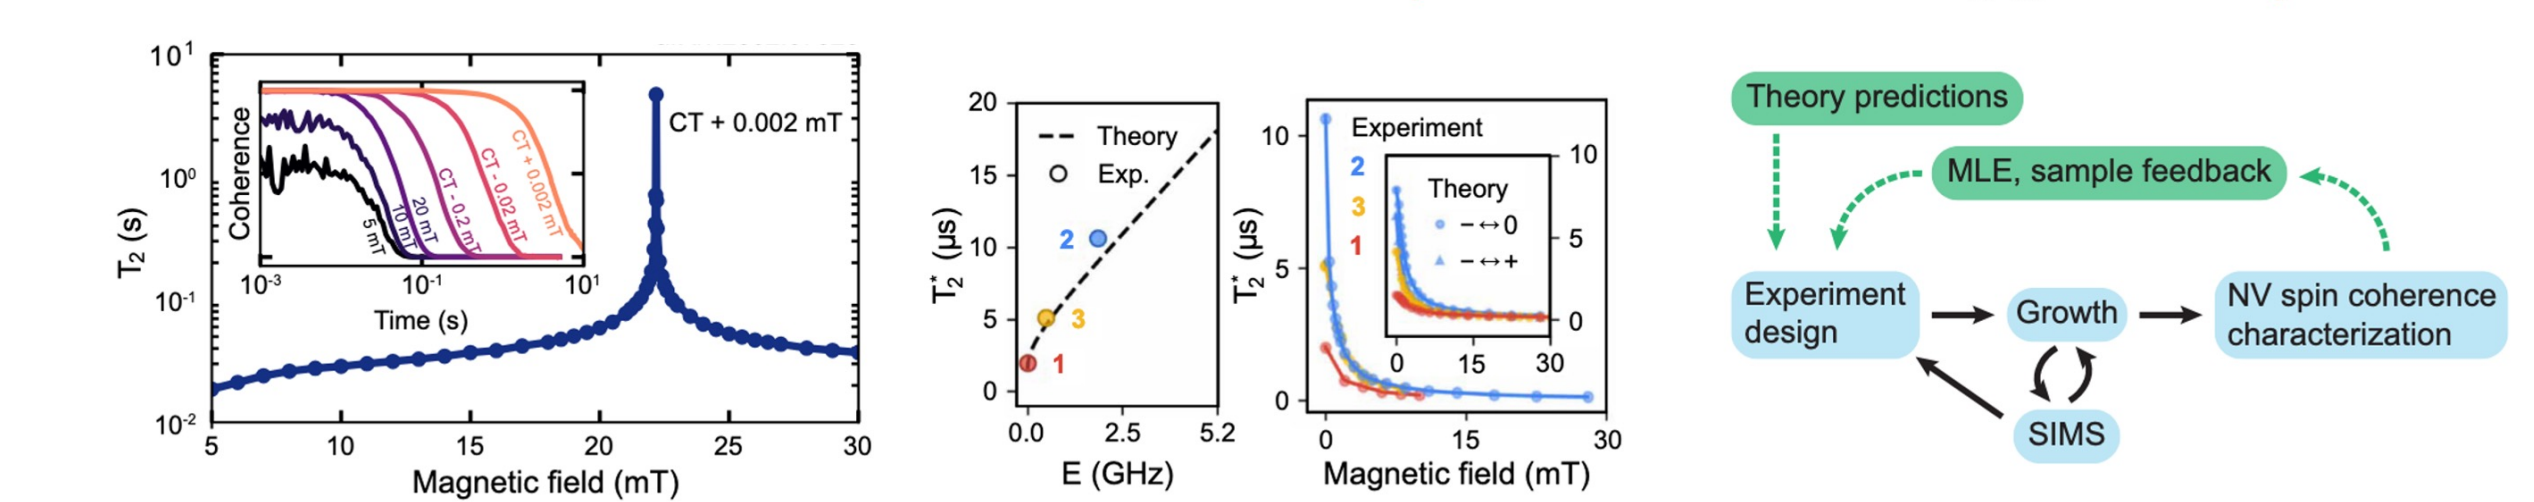 10¹
10⁰
10⁻¹
10⁻²
T₂ (s)
5
10
15
20
25
30
Magnetic field (mT)
CT + 0.002 mT
Coherence
10⁻³
10⁻¹
10¹
Time (s)
5 mT
10 mT
20 mT
CT - 0.2 mT
CT - 0.02 mT
CT + 0.002 mT
20
15
10
5
0
T₂* (μs)
Theory
Exp.
2
3
1
0.0
2.5
5.2
E (GHz)
10
5
0
T₂* (μs)
Experiment
2
3
1
Theory
−↔0
−↔+
10
5
0
0
15
30
0
15
30
Magnetic field (mT)
Theory predictions
MLE, sample feedback
Experiment
design
Growth
NV spin coherence
characterization
SIMS